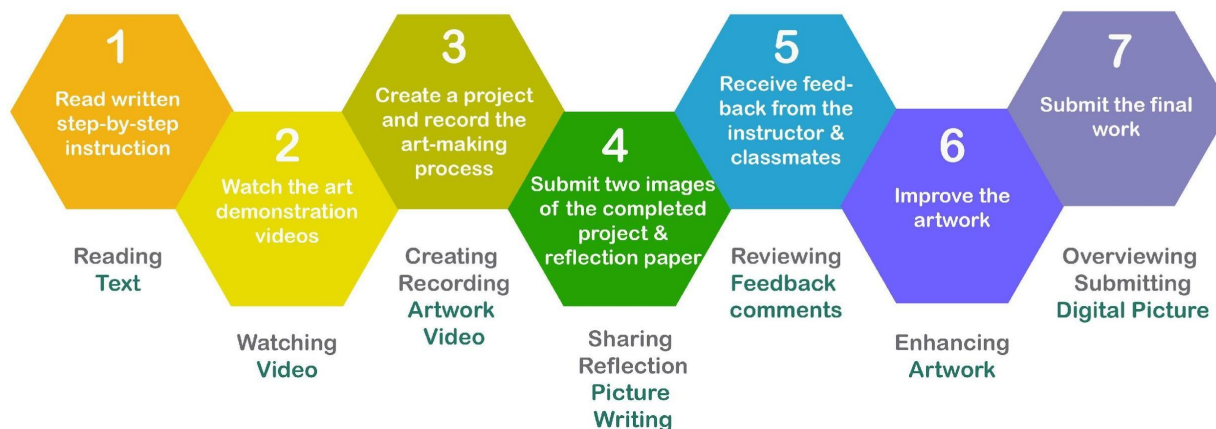 1
Read written
step-by-step
instruction
Reading
Text
2
Watch the art
demonstration
videos
Watching
Video
3
Create a project
and record the
art-making
process
Creating
Recording
Artwork
Video
4
Submit two images
of the completed
project &
reflection paper
Sharing
Reflection
Picture
Writing
5
Receive feed-
back from the
instructor &
classmates
Reviewing
Feedback
comments
6
Improve the
artwork
Enhancing
Artwork
7
Submit the final
work
Overviewing
Submitting
Digital Picture